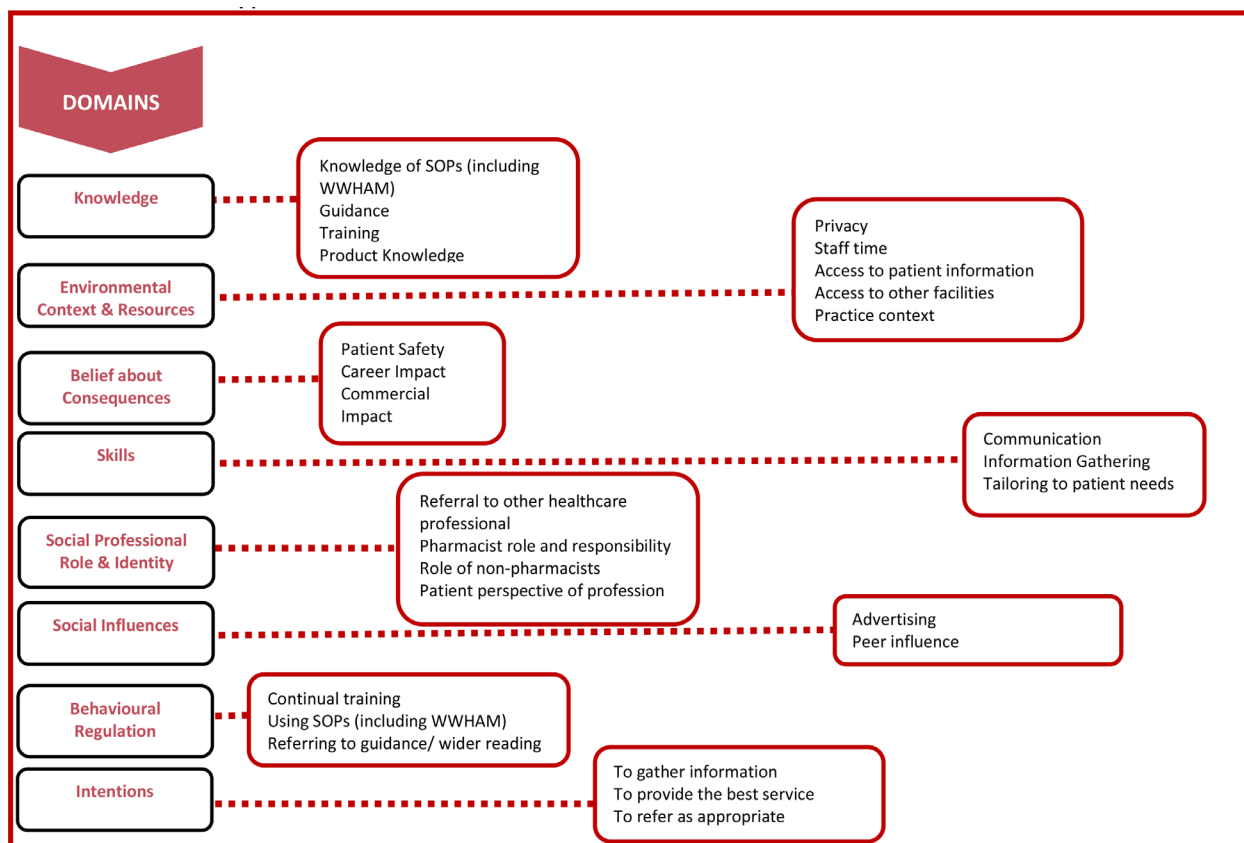 DOMAINS
Knowledge
Knowledge of SOPs (including
WWHAM)
Guidance
Training
Product Knowledge
Environmental
Context & Resources
Privacy
Staff time
Access to patient information
Access to other facilities
Practice context
Belief about
Consequences
Patient Safety
Career Impact
Commercial
Impact
Skills
Communication
Information Gathering
Tailoring to patient needs
Social Professional
Role & Identity
Referral to other healthcare
professional
Pharmacist role and responsibility
Role of non-pharmacists
Patient perspective of profession
Social Influences
Advertising
Peer influence
Behavioural
Regulation
Continual training
Using SOPs (including WWHAM)
Referring to guidance/ wider reading
Intentions
To gather information
To provide the best service
To refer as appropriate